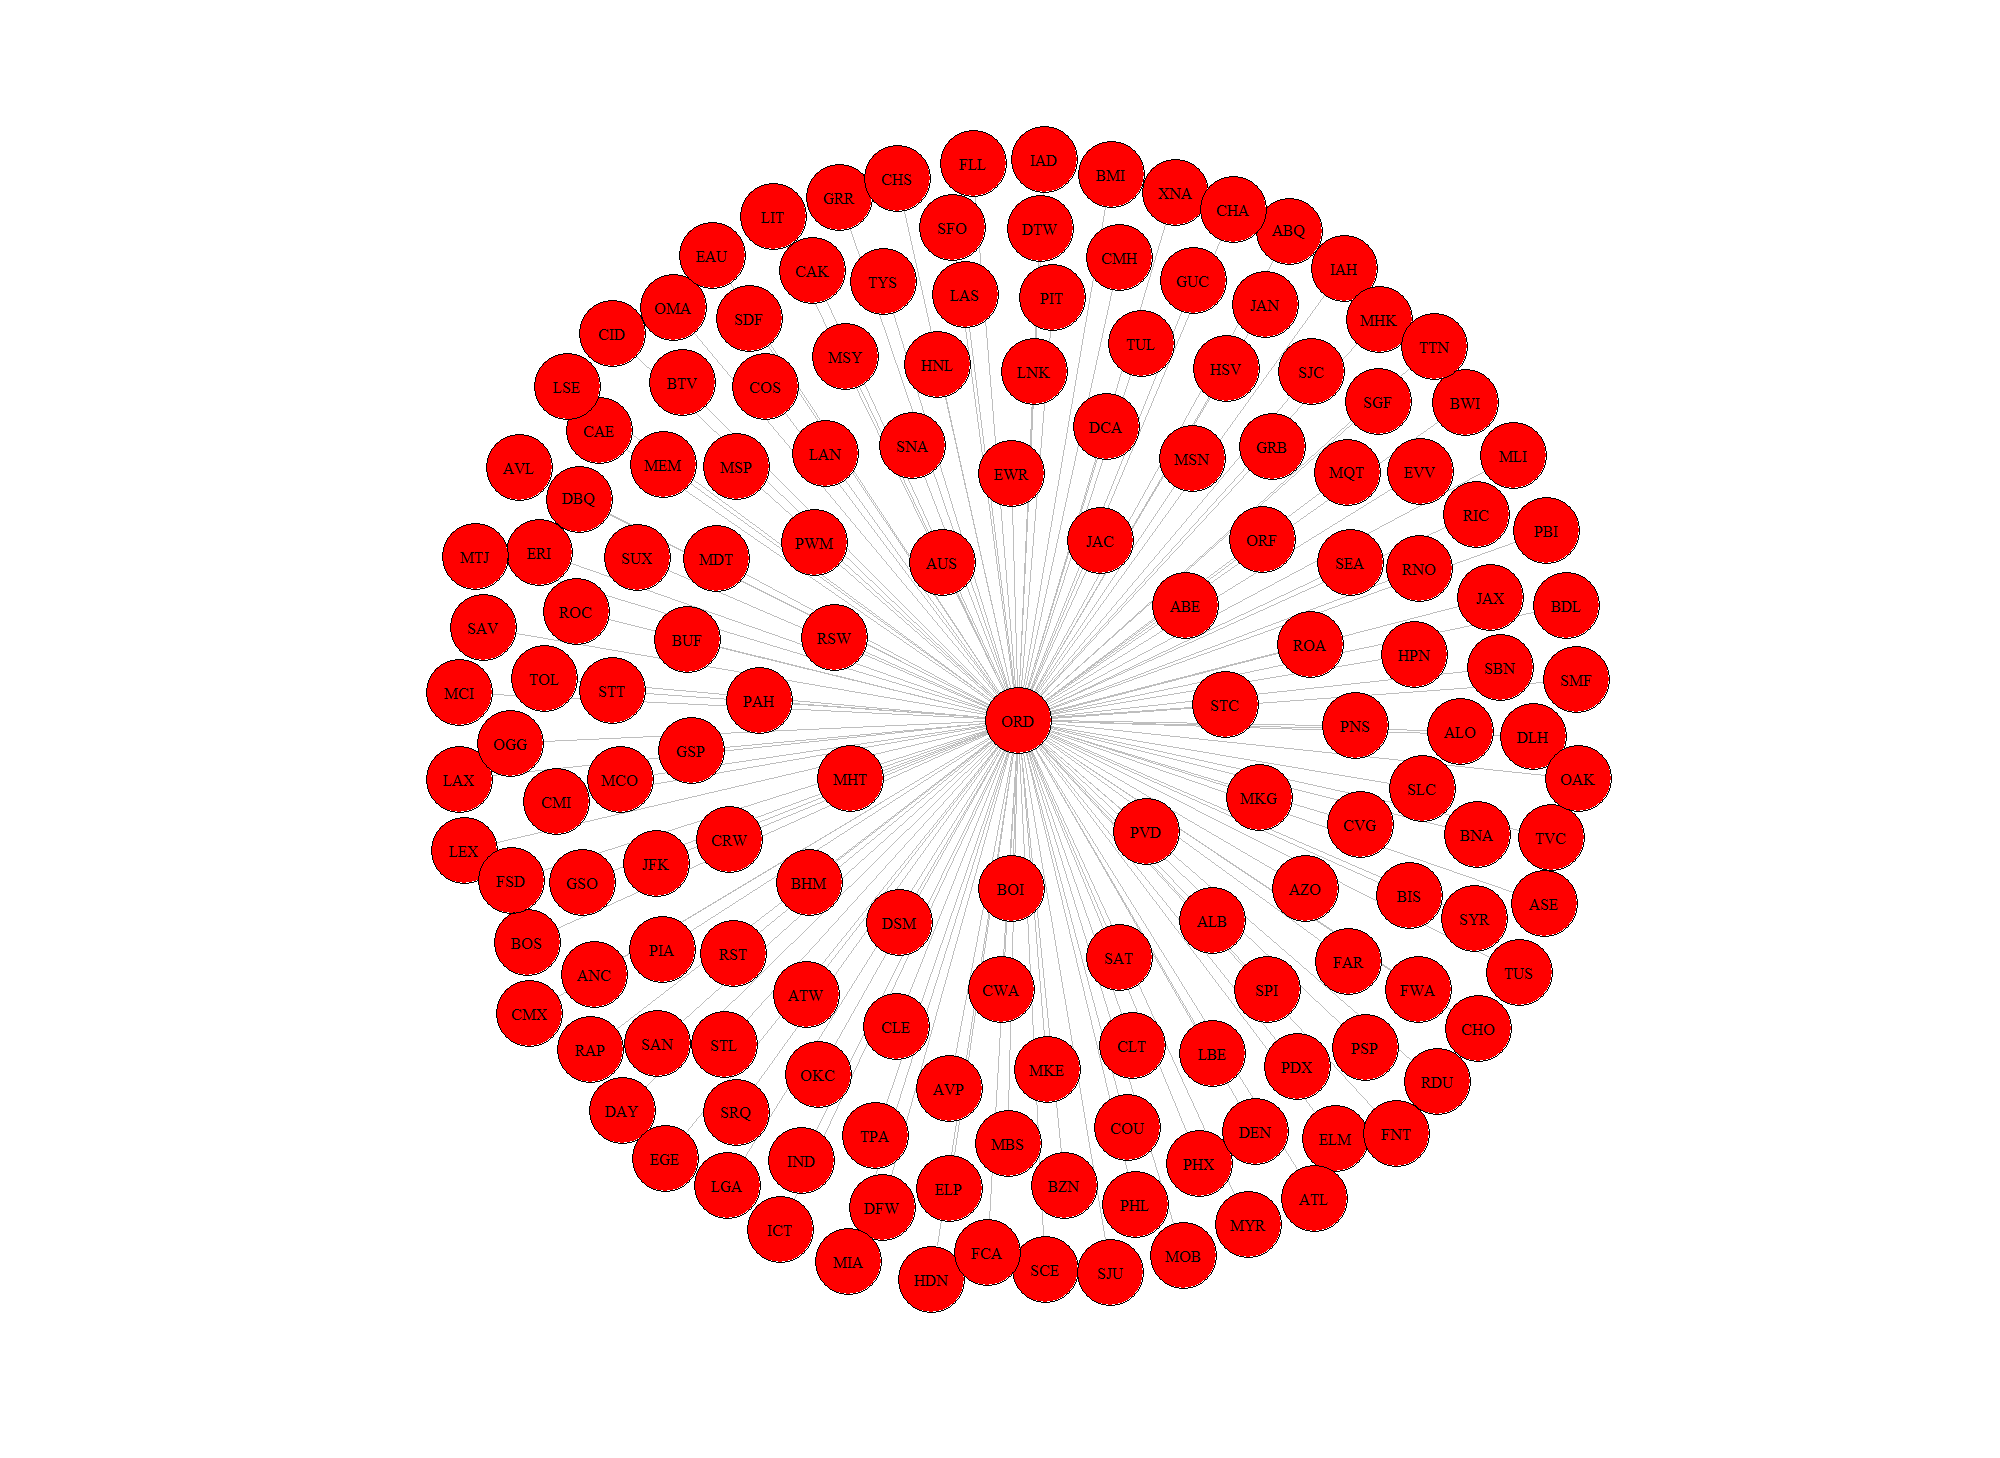 IAD
FLL
BMI
CHS
XNA
GRR
CHA
LIT
SFO
DTW
ABQ
EAU
CMH
IAH
CAK
TYS
GUC
LAS
PIT
JAN
OMA
SDF
MHK
CID
TUL
TTN
MSY
HNL
HSV
LNK
SJC
BTV
LSE
COS
SGF
BWI
DCA
CAE
SNA
GRB
LAN
MLI
MSN
MEM
MSP
AVL
MQT
EVV
EWR
DBQ
RIC
PBI
JAC
ORF
PWM
ERI
MTJ
SUX
MDT
AUS
SEA
RNO
JAX
BDL
ABE
ROC
SAV
RSW
BUF
ROA
HPN
SBN
TOL
SMF
STT
MCI
PAH
STC
ORD
PNS
ALO
DLH
OGG
GSP
MHT
LAX
MCO
OAK
SLC
MKG
CMI
CVG
PVD
BNA
TVC
CRW
LEX
JFK
FSD
GSO
BHM
BOI
AZO
BIS
ASE
SYR
ALB
DSM
BOS
PIA
RST
SAT
FAR
TUS
ANC
CWA
SPI
FWA
ATW
CMX
CHO
CLE
SAN
STL
CLT
PSP
RAP
LBE
PDX
MKE
OKC
RDU
AVP
DAY
SRQ
COU
DEN
FNT
TPA
ELM
MBS
EGE
IND
PHX
LGA
BZN
ELP
ATL
PHL
DFW
MYR
ICT
FCA
MOB
MIA
SCE
SJU
HDN